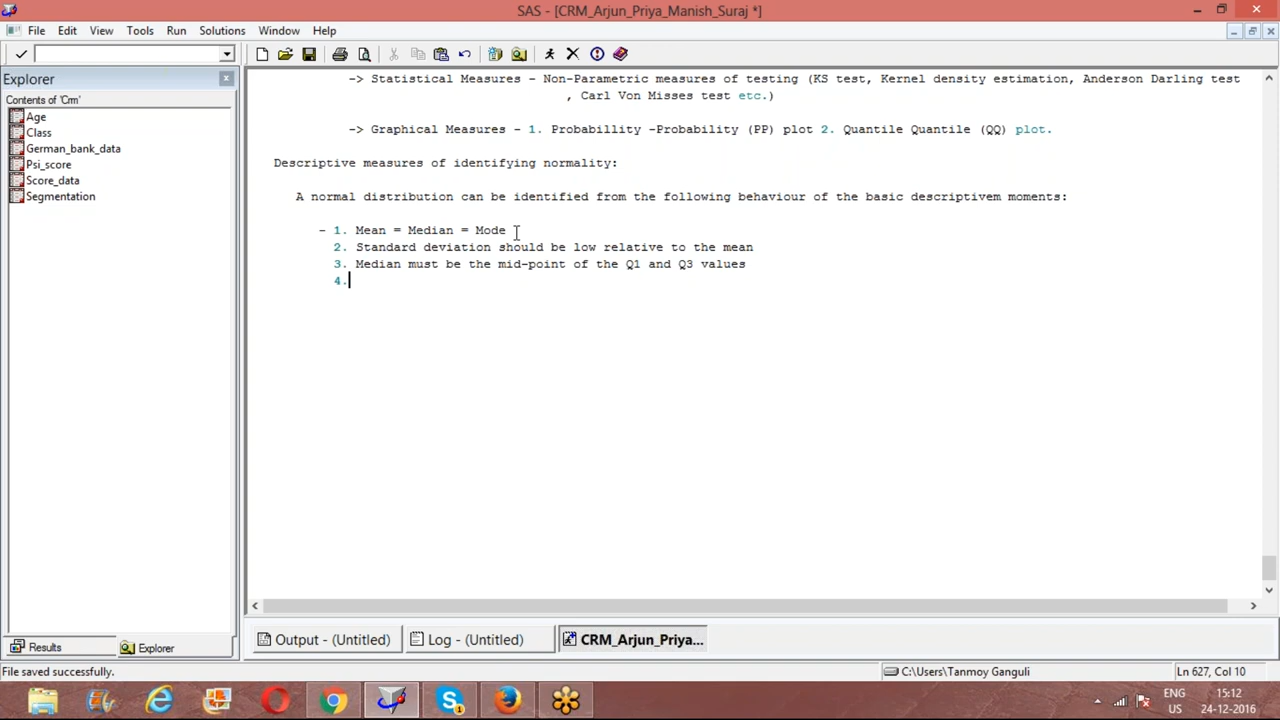 SAS - [CRM_Arjun_Priya_Manish_Suraj *]
File Edit View Tools Run Solutions Window Help
Explorer
Contents of 'Crm'
Age
Class
German_bank_data
Psi_score
Score_data
Segmentation
-> Statistical Measures - Non-Parametric measures of testing (KS test, Kernel density estimation, Anderson Darling test
, Carl Von Misses test etc.)
-> Graphical Measures - 1. Probabillity -Probability (PP) plot 2. Quantile Quantile (QQ) plot.
Descriptive measures of identifying normality:
A normal distribution can be identified from the following behaviour of the basic descriptivem moments:
- 1. Mean = Median = Mode
2. Standard deviation should be low relative to the mean
3. Median must be the mid-point of the Q1 and Q3 values
4.
Results
Explorer
Output - (Untitled)
Log - (Untitled)
CRM_Arjun_Priya...
File saved successfully.
C:\Users\Tanmoy Ganguli
Ln 627, Col 10
ENG 15:12
US 24-12-2016